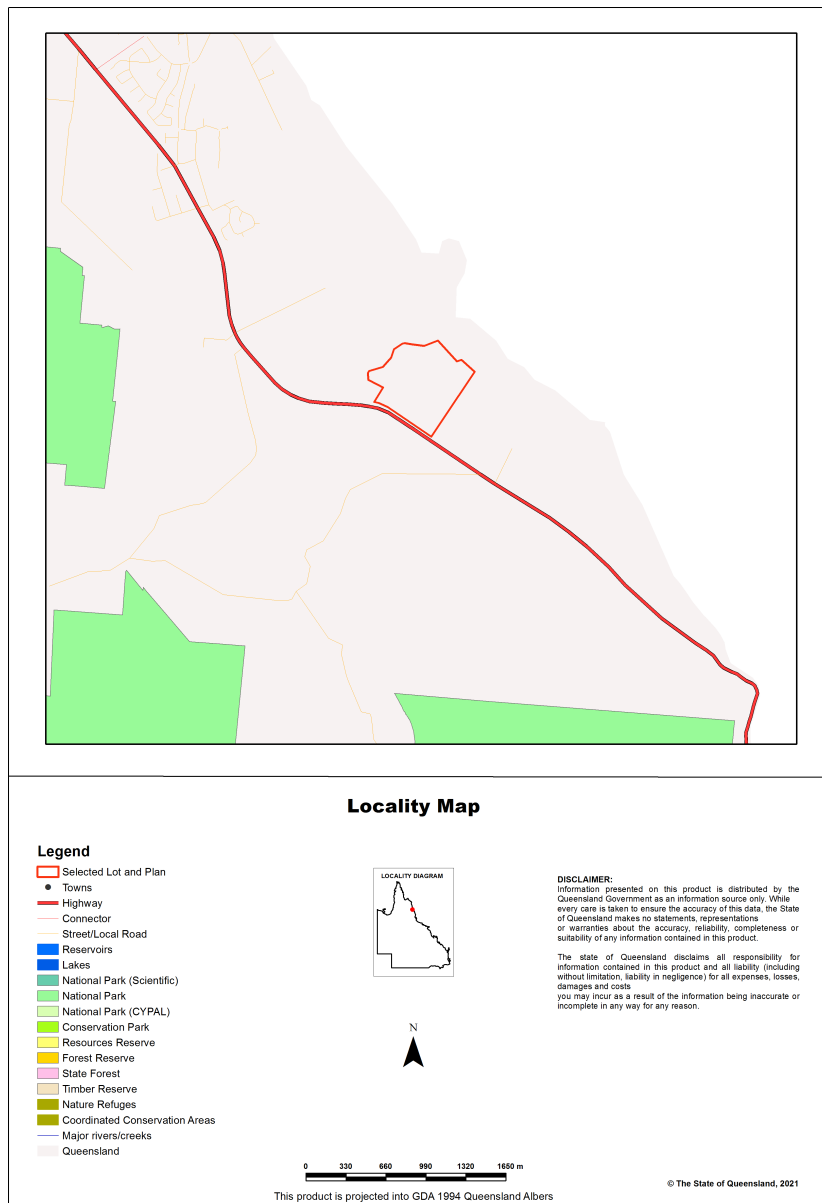 Locality Map
Legend
Selected Lot and Plan
Towns
Highway
Connector
Street/Local Road
Reservoirs
Lakes
National Park (Scientific)
National Park
National Park (CYPAL)
Conservation Park
Resources Reserve
Forest Reserve
State Forest
Timber Reserve
Nature Refuges
Coordinated Conservation Areas
Major rivers/creeks
Queensland
LOCALITY DIAGRAM
N
0 330 660 990 1320 1650 m
This product is projected into GDA 1994 Queensland Albers
DISCLAIMER:
Information presented on this product is distributed by the
Queensland Government as an information source only. While
every care is taken to ensure the accuracy of this data, the State
of Queensland makes no statements, representations
or warranties about the accuracy, reliability, completeness or
suitability of any information contained in this product.
The state of Queensland disclaims all responsibility for
information contained in this product and all liability (including
without limitation, liability in negligence) for all expenses, losses,
damages and costs
you may incur as a result of the information being inaccurate or
incomplete in any way for any reason.
© The State of Queensland, 2021